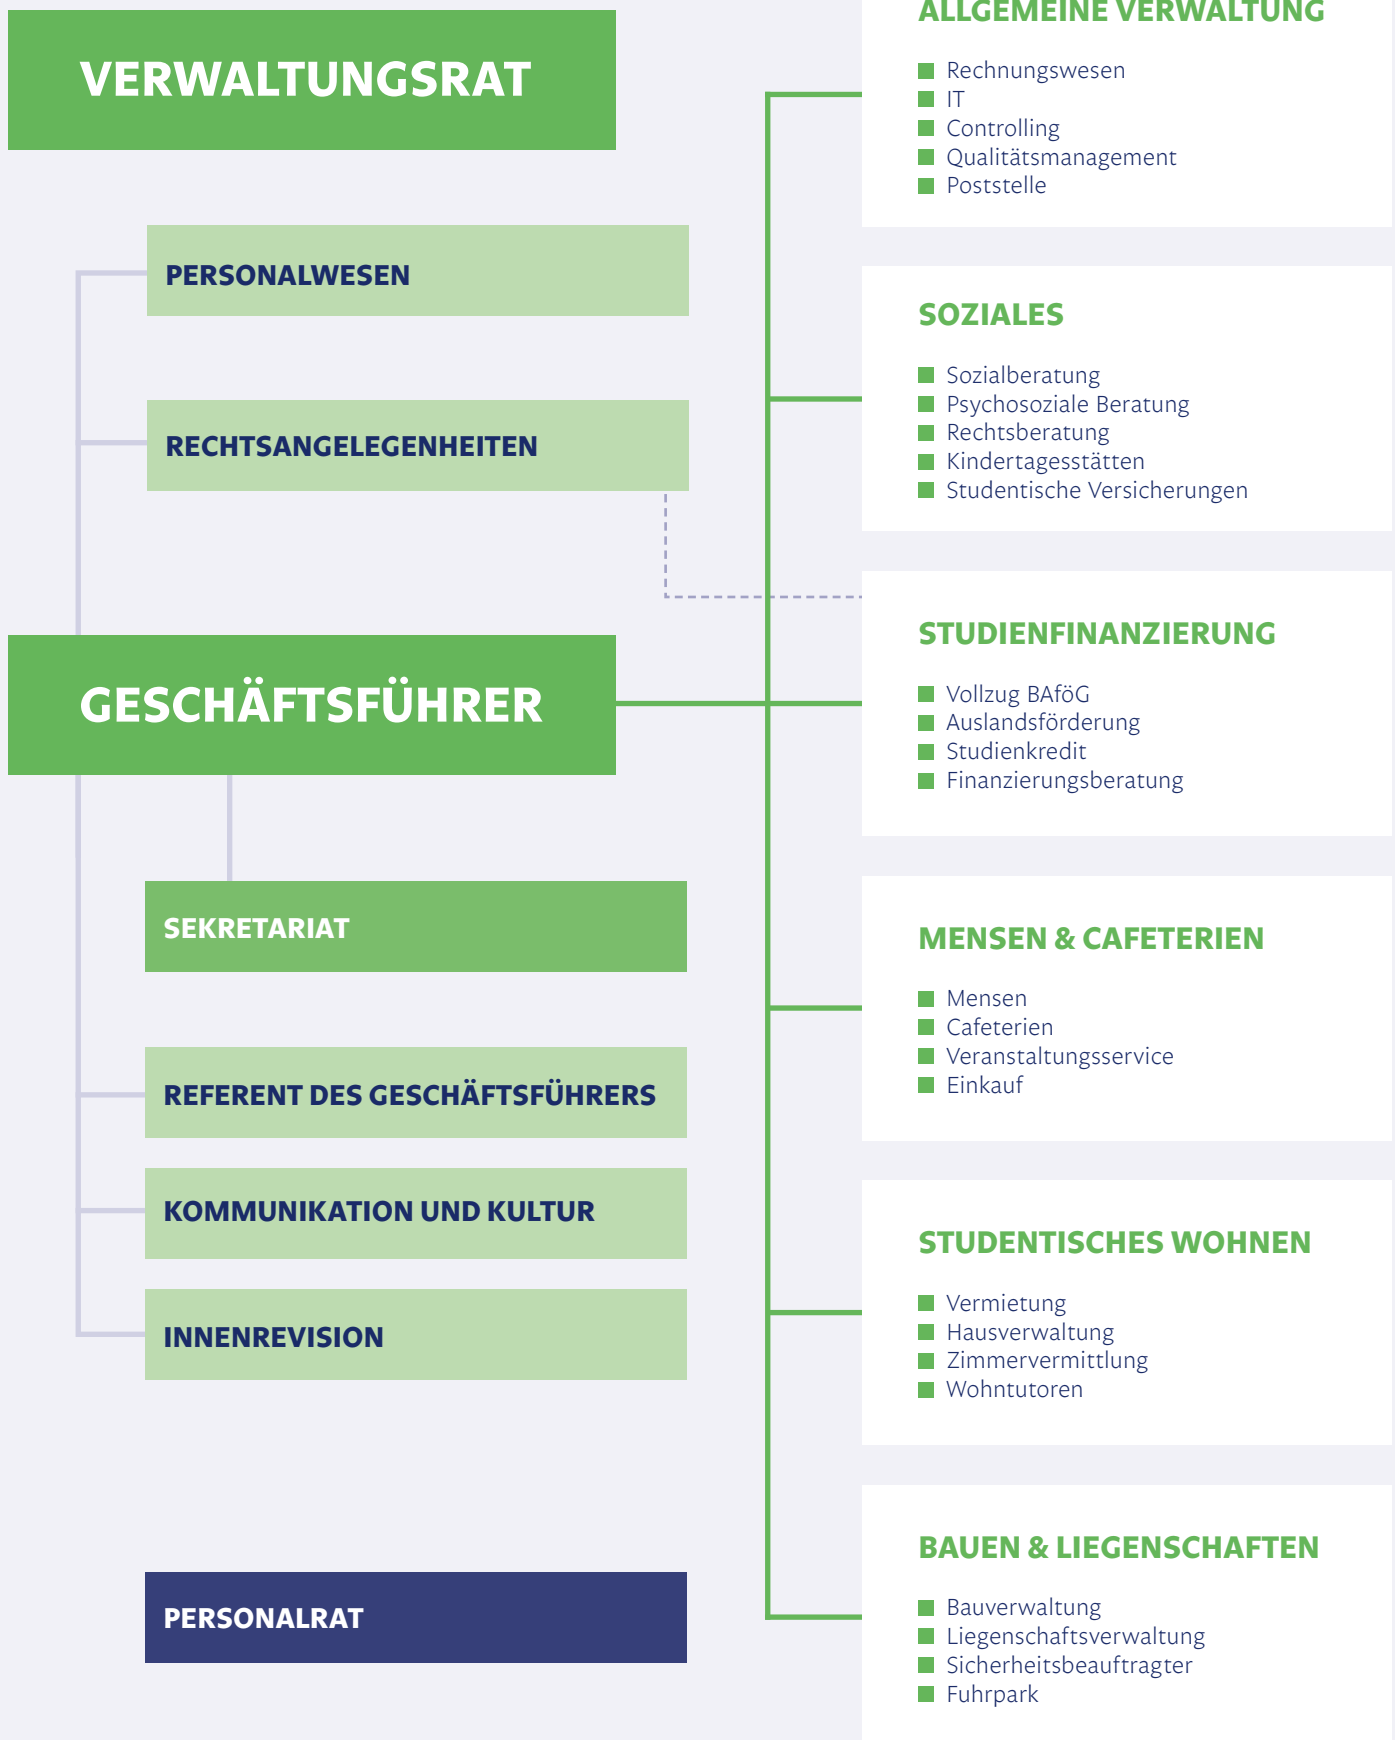 VERWALTUNGSRAT
PERSONALWESEN
RECHTSANGELEGENHEITEN
GESCHÄFTSFÜHRER
SEKRETARIAT
REFERENT DES GESCHÄFTSFÜHRERS
KOMMUNIKATION UND KULTUR
INNENREVISION
PERSONALRAT
ALLGEMEINE VERWALTUNG
Rechnungswesen
IT
Controlling
Qualitätsmanagement
Poststelle
SOZIALES
Sozialberatung
Psychosoziale Beratung
Rechtsberatung
Kindertagesstätten
Studentische Versicherungen
STUDIENFINANZIERUNG
Vollzug BAföG
Auslandsförderung
Studienkredit
Finanzierungsberatung
MENSEN & CAFETERIEN
Mensen
Cafeterien
Veranstaltungsservice
Einkauf
STUDENTISCHES WOHNEN
Vermietung
Hausverwaltung
Zimmervermittlung
Wohntutoren
BAUEN & LIEGENSCHAFTEN
Bauverwaltung
Liegenschaftsverwaltung
Sicherheitsbeauftragter
Fuhrpark